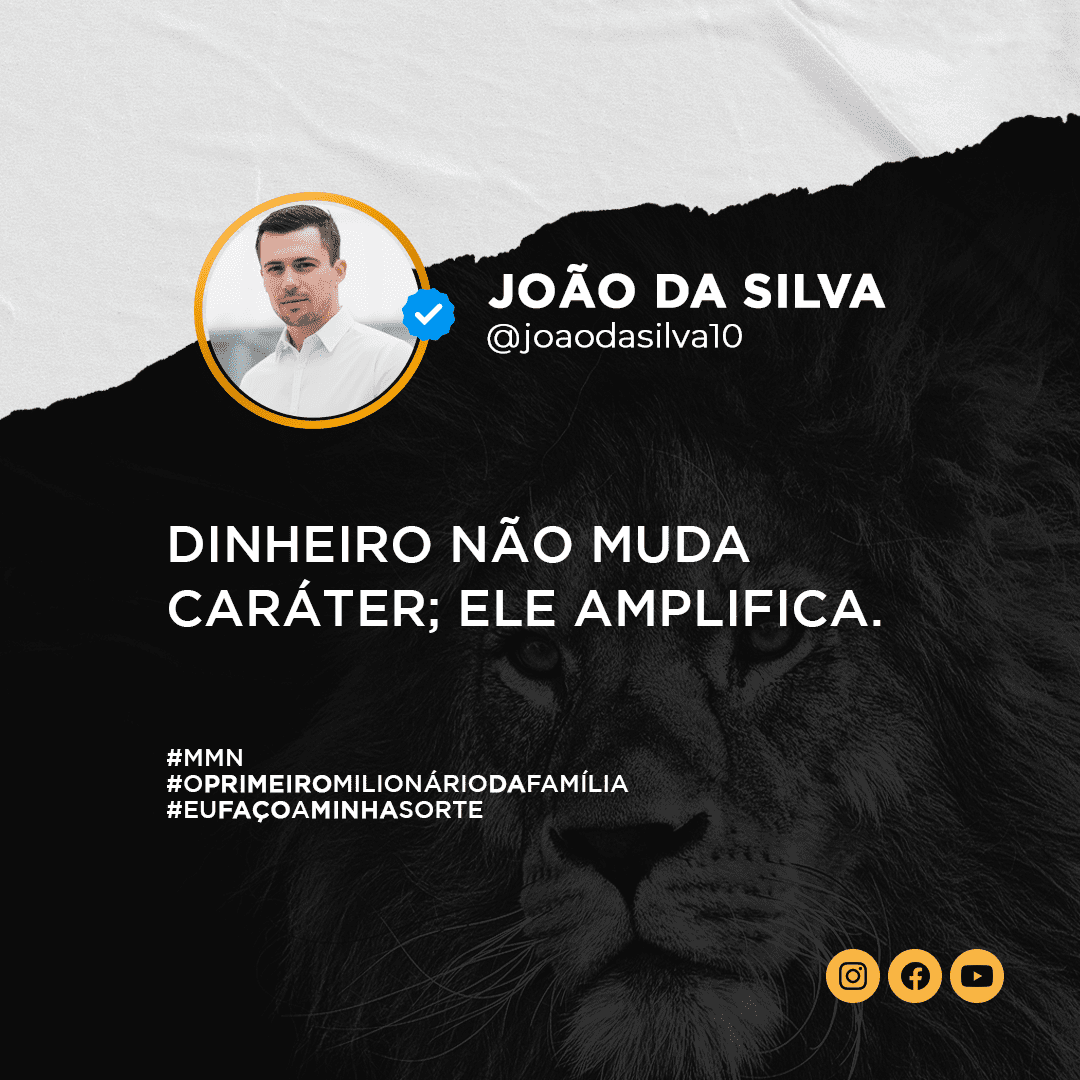 JOÃO DA SILVA
@joaodasilva10
DINHEIRO NÃO MUDA
CARÁTER; ELE AMPLIFICA.
#MMN
#OPRIMEIROMILIONÁRIODAFAMÍLIA
#EUFAÇOAMINHASORTE